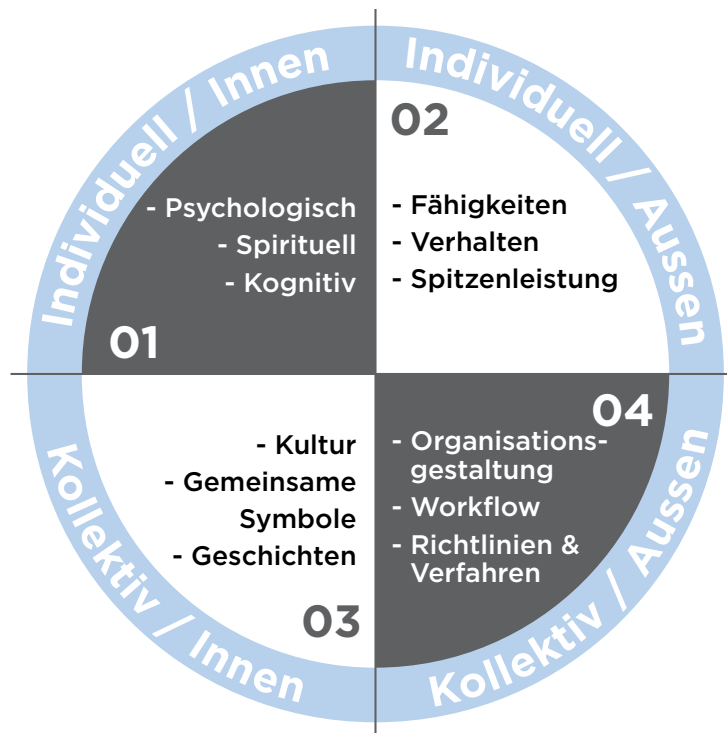 Individuell / Innen
01
- Psychologisch
- Spirituell
- Kognitiv
Individuell / Aussen
02
- Fähigkeiten
- Verhalten
- Spitzenleistung
Kollektiv / Innen
03
- Kultur
- Gemeinsame
Symbole
- Geschichten
Kollektiv / Aussen
04
- Organisations-
gestaltung
- Workflow
- Richtlinien &
Verfahren